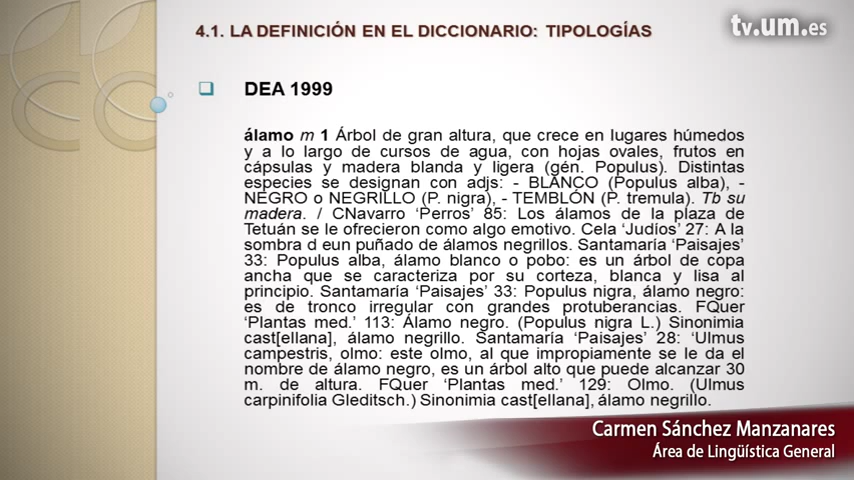 4.1. LA DEFINICIÓN EN EL DICCIONARIO: TIPOLOGÍAS
tv.um.es
DEA 1999
álamo m 1 Árbol de gran altura, que crece en lugares húmedos
y a lo largo de cursos de agua, con hojas ovales, frutos en
cápsulas y madera blanda y ligera (gén. Populus). Distintas
especies se designan con adjs: - BLANCO (Populus alba), -
NEGRO o NEGRILLO (P. nigra), - TEMBLÓN (P. tremula). Tb su
madera. / CNavarro ‘Perros’ 85: Los álamos de la plaza de
Tetuán se le ofrecieron como algo emotivo. Cela ‘Judíos’ 27: A la
sombra d eun puñado de álamos negrillos. Santamaría ‘Paisajes’
33: Populus alba, álamo blanco o pobo: es un árbol de copa
ancha que se caracteriza por su corteza, blanca y lisa al
principio. Santamaría ‘Paisajes’ 33: Populus nigra, álamo negro:
es de tronco irregular con grandes protuberancias. FQuer
‘Plantas med.’ 113: Álamo negro. (Populus nigra L.) Sinonimia
cast[ellana], álamo negrillo. Santamaría ‘Paisajes’ 28: ‘Ulmus
campestris, olmo: este olmo, al que impropiamente se le da el
nombre de álamo negro, es un árbol alto que puede alcanzar 30
m. de altura. FQuer ‘Plantas med.’ 129: Olmo. (Ulmus
carpinifolia Gleditsch.) Sinonimia cast[ellana], álamo negrillo.
Carmen Sánchez Manzanares
Área de Lingüística General